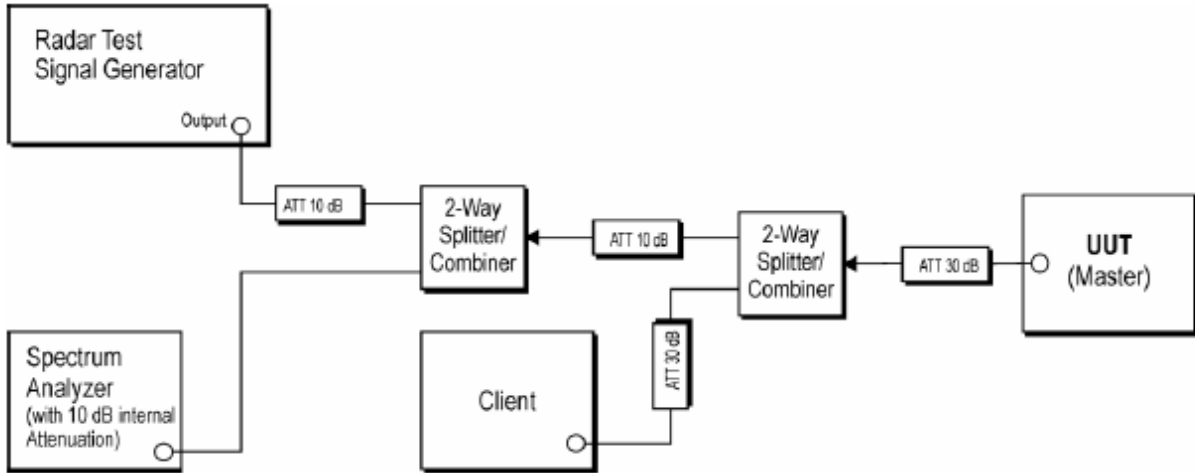 Radar Test
Signal Generator
Output
ATT 10 dB
2-Way
Splitter/
Combiner
ATT 10 dB
2-Way
Splitter/
Combiner
ATT 30 dB
UUT
(Master)
Spectrum
Analyzer
(with 10 dB internal
Attenuation)
Client
ATT 30 dB